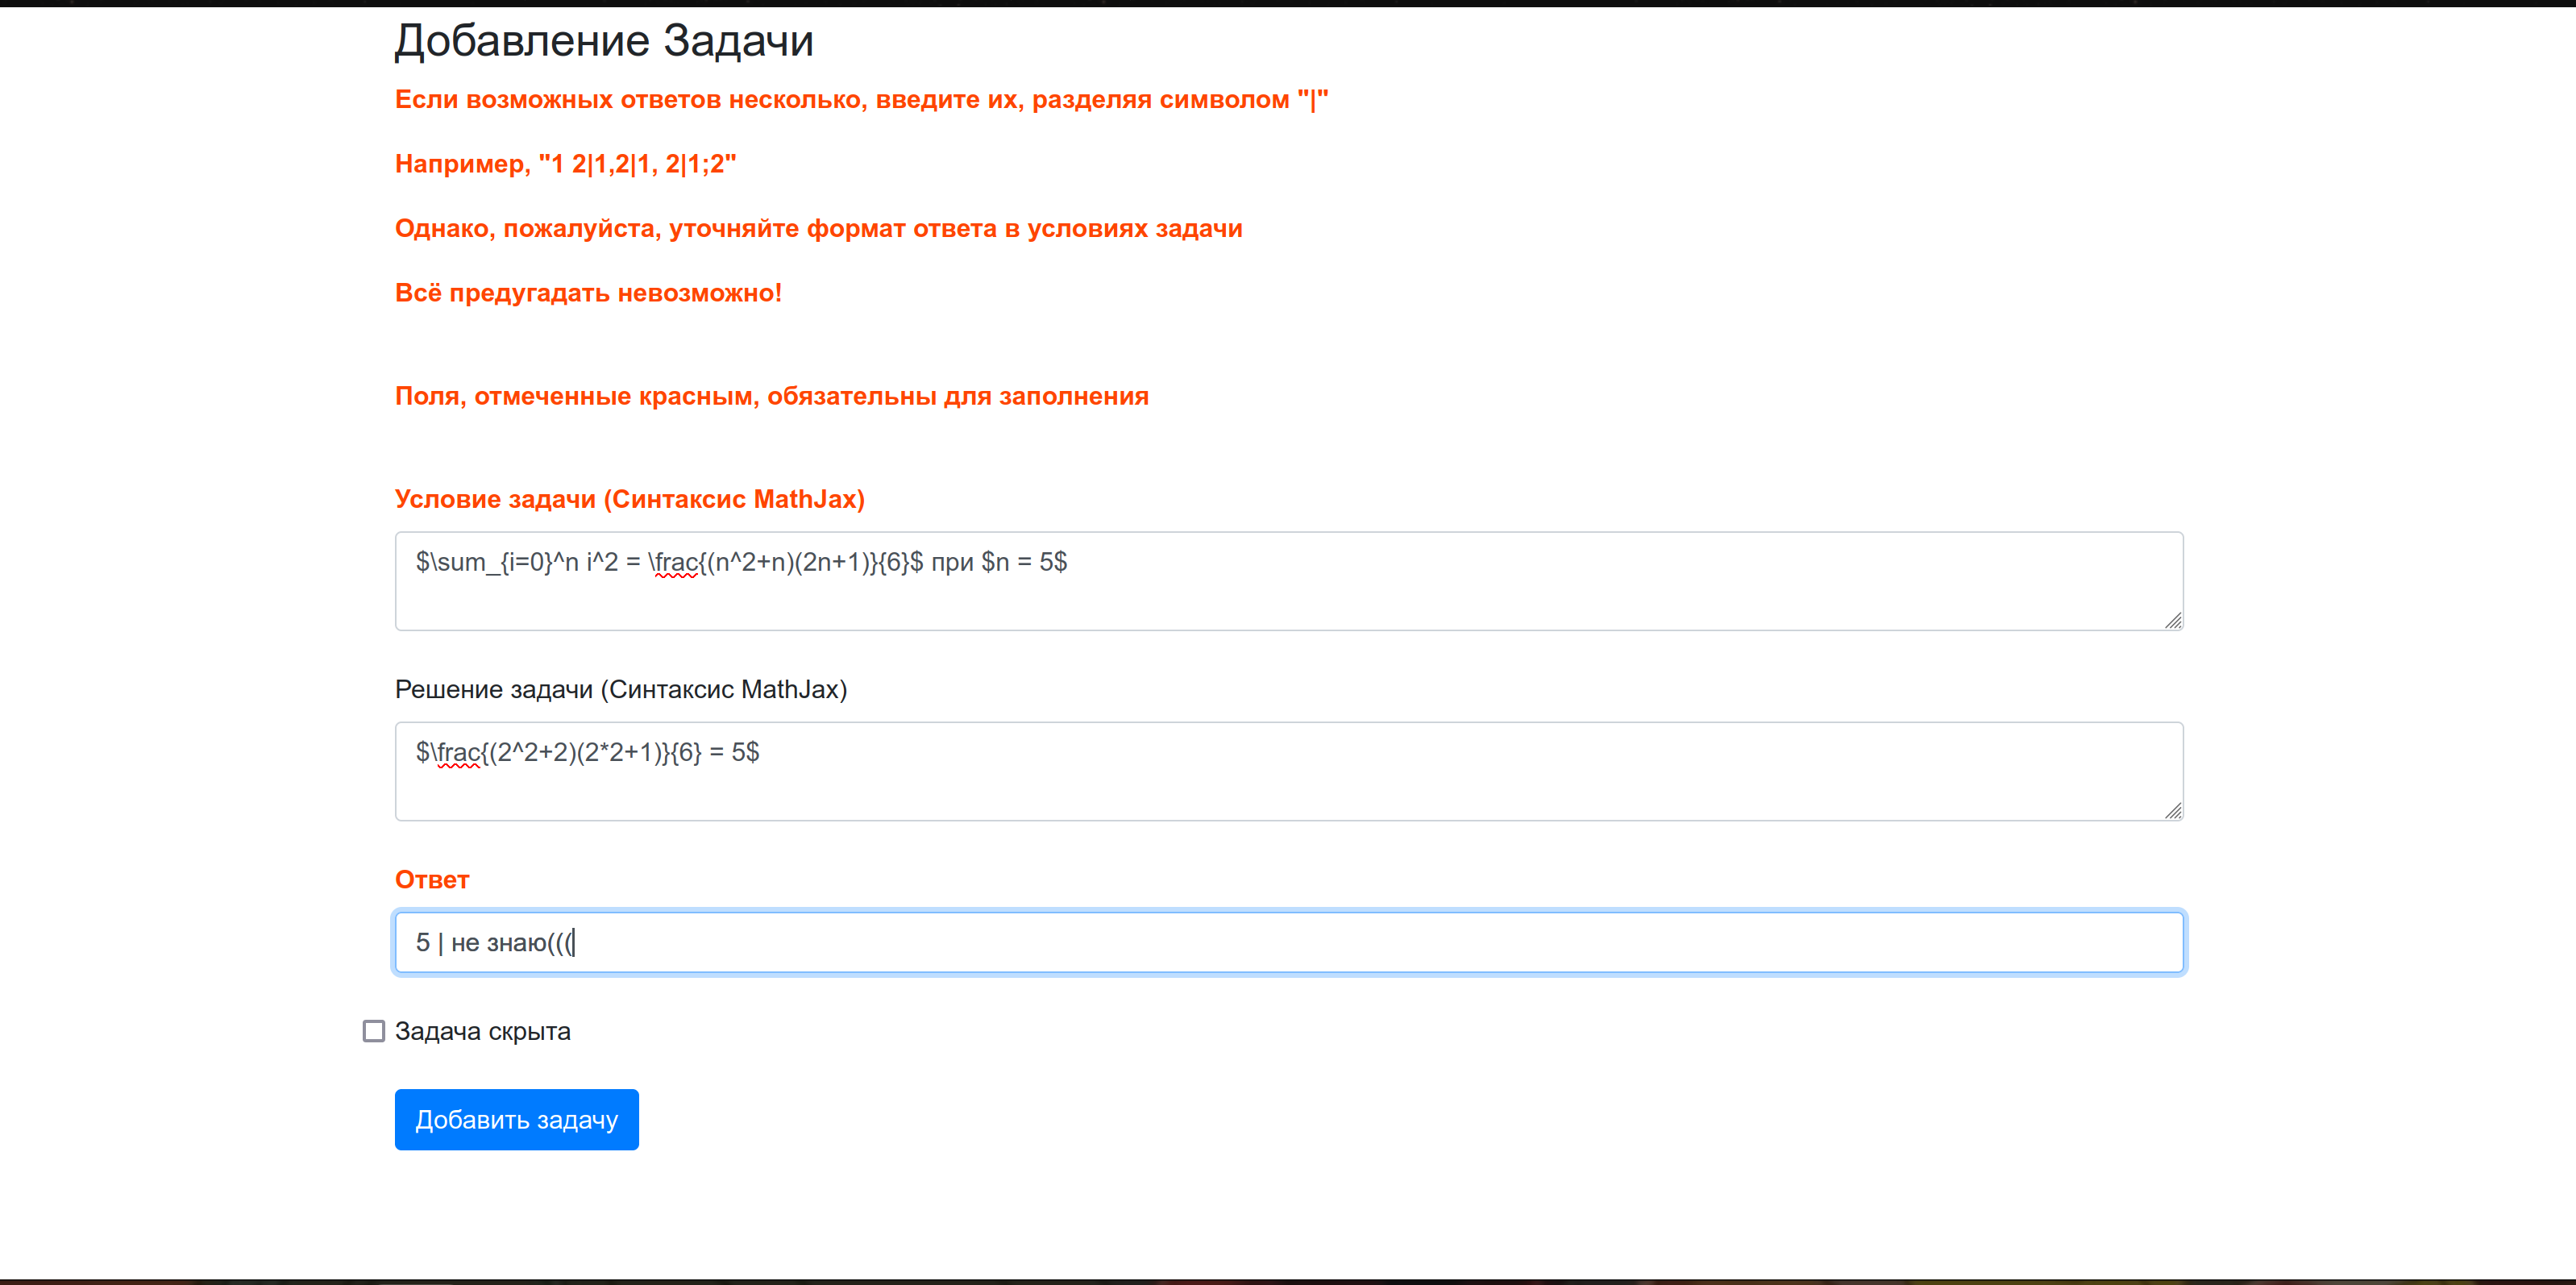 Добавление Задачи
Если возможных ответов несколько, введите их, разделяя символом "|"
Например, "1 2|1,2|1, 2|1;2"
Однако, пожалуйста, уточняйте формат ответа в условиях задачи
Всё предугадать невозможно!
Поля, отмеченные красным, обязательны для заполнения
Условие задачи (Синтаксис MathJax)
$\sum_{i=0}^n i^2 = \frac{(n^2+n)(2n+1)}{6}$ при $n = 5$
Решение задачи (Синтаксис MathJax)
$\frac{(2^2+2)(2*2+1)}{6} = 5$
Ответ
5 | не знаю(((
Задача скрыта
Добавить задачу